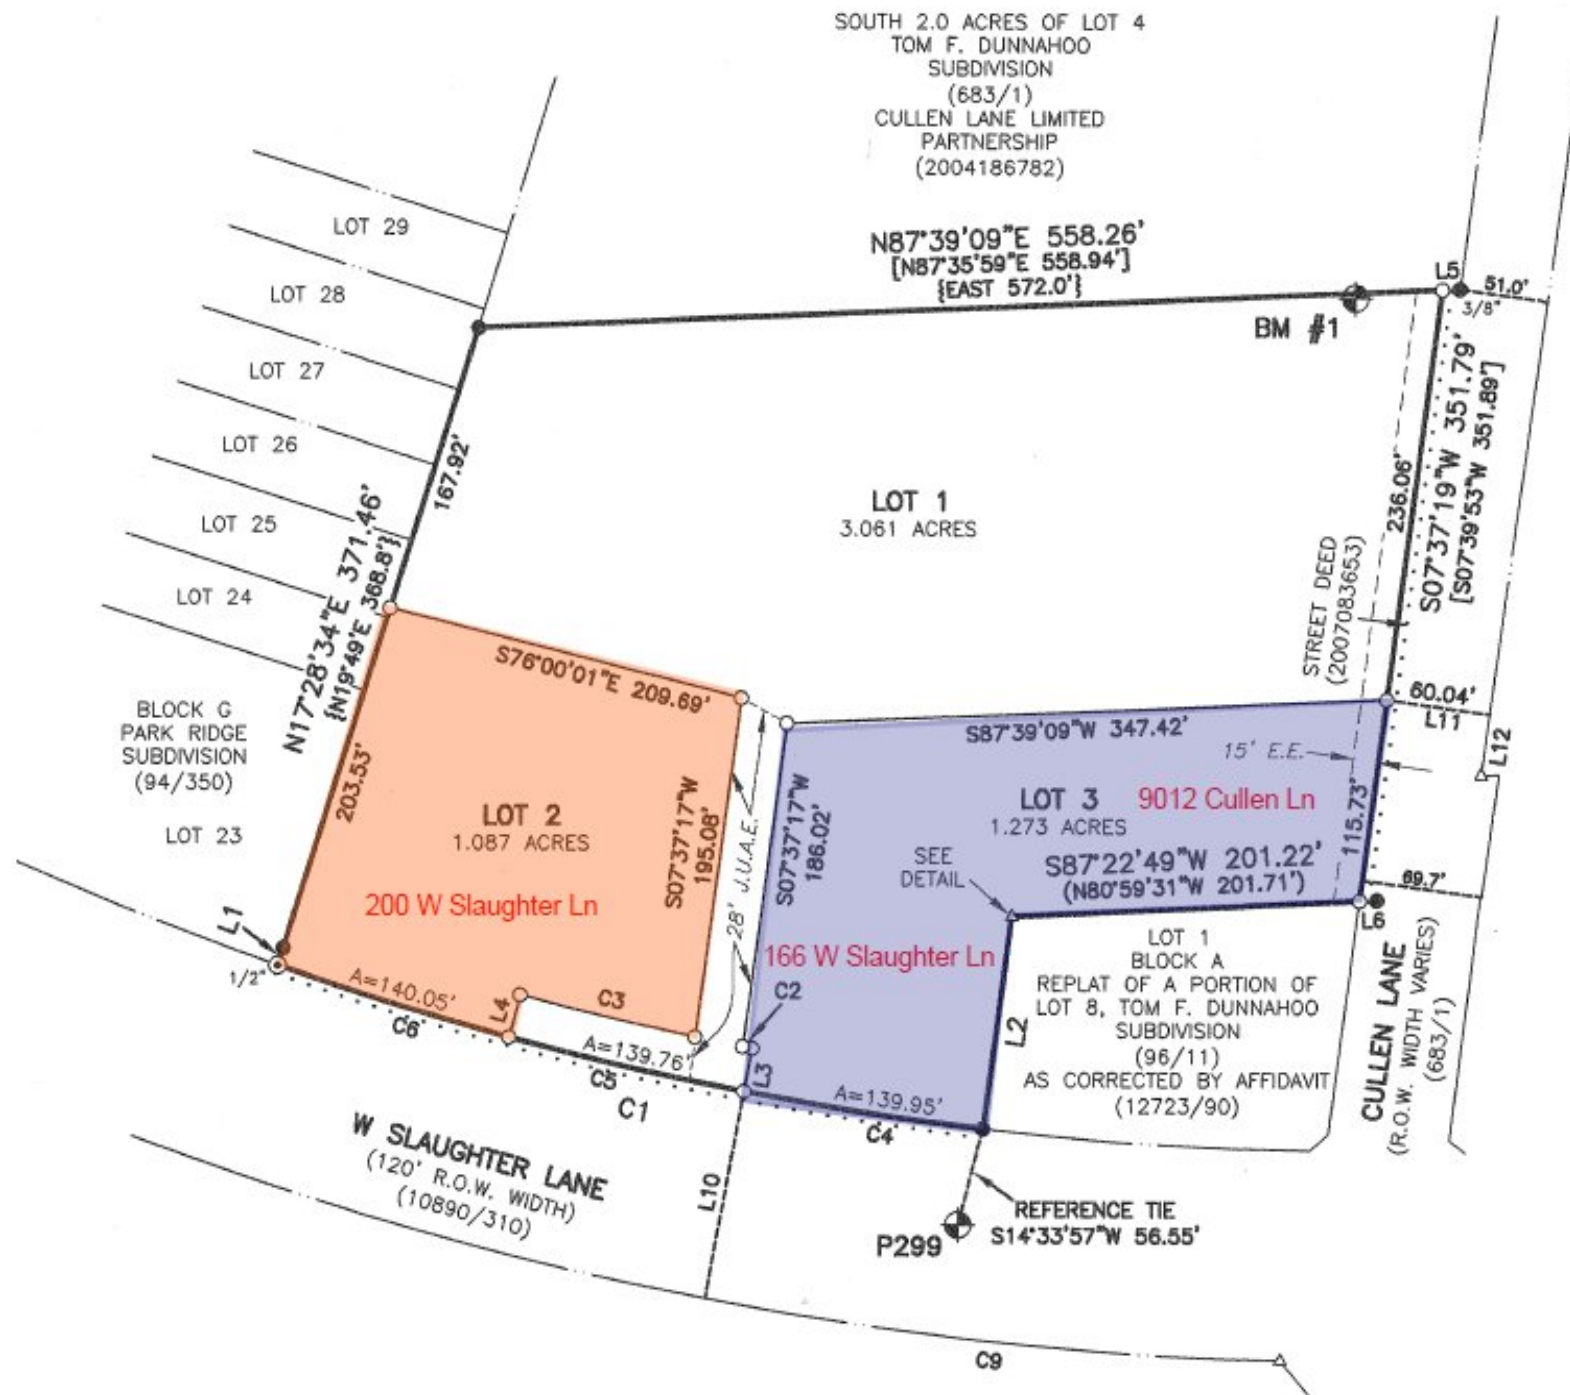 SOUTH 2.0 ACRES OF LOT 4
TOM F. DUNNAHOO
SUBDIVISION
(683/1)
CULLEN LANE LIMITED
PARTNERSHIP
(2004186782)
LOT 29
LOT 28
LOT 27
LOT 26
LOT 25
LOT 24
BLOCK G
PARK RIDGE
SUBDIVISION
(94/350)
LOT 23
N87°39'09"E 558.26'
[N87°35'59"E 558.94']
{EAST 572.0'}
BM #1
L5
51.0'
3/8"
S07°37'19"W 351.79'
[S07°39'53"W 351.89']
236.06'
STREET DEED
(2007083653)
167.92'
N17°28'34"E 371.46'
{N19°49'E 368.8'}
203.53'
LOT 1
3.061 ACRES
S76°00'01"E 209.69'
LOT 2
1.087 ACRES
200 W Slaughter Ln
S07°37'17"W
195.08'
28' J.U.A.E.
S07°37'17"W
186.02'
S87°39'09"W 347.42'
15' E.E.
60.04'
L11
L12
LOT 3
1.273 ACRES
9012 Cullen Ln
115.73'
SEE
DETAIL
S87°22'49"W 201.22'
(N80°59'31"W 201.71')
69.7'
L6
166 W Slaughter Ln
C2
L2
LOT 1
BLOCK A
REPLAT OF A PORTION OF
LOT 8, TOM F. DUNNAHOO
SUBDIVISION
(96/11)
AS CORRECTED BY AFFIDAVIT
(12723/90)
CULLEN LANE
(R.O.W. WIDTH VARIES)
(683/1)
L1
1/2"
A=140.05'
C6
L4
C3
A=139.76'
C5
C1
L3
A=139.95'
C4
W SLAUGHTER LANE
(120' R.O.W. WIDTH)
(10890/310)
L10
REFERENCE TIE
S14°33'57"W 56.55'
P299
C9